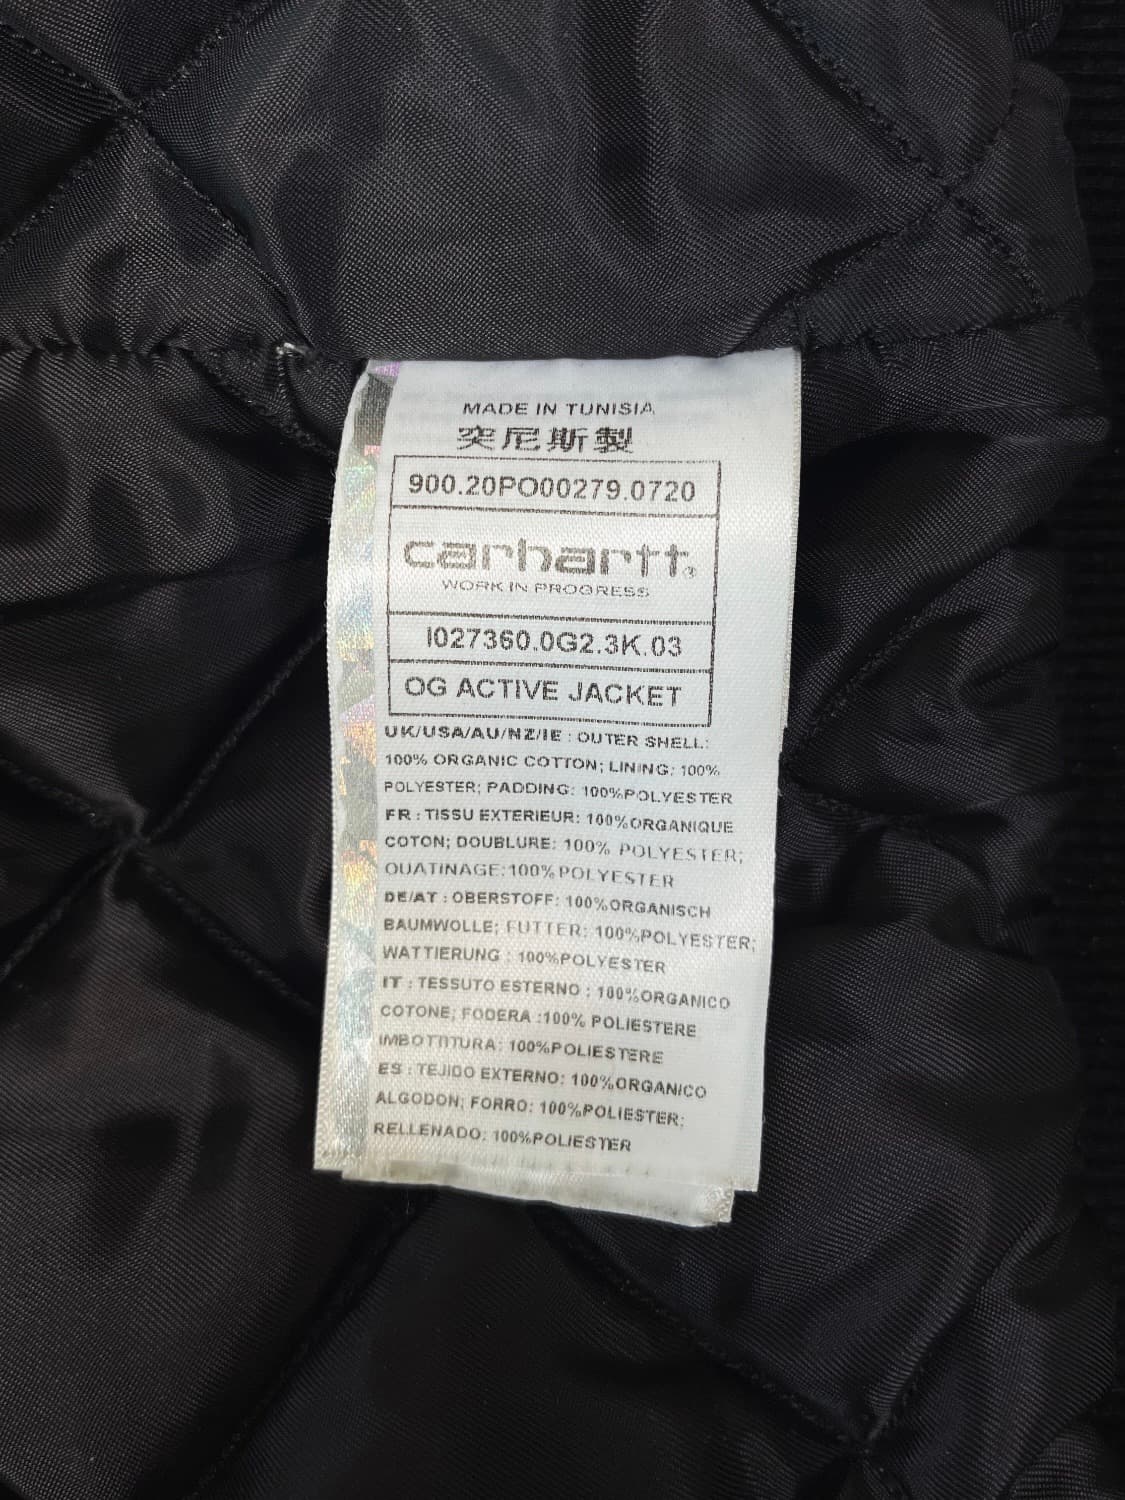 MADE IN TUNISIA
突尼斯製
900.20PO00279.0720
carhartt®
WORK IN PROGRESS
I027360.0G2.3K.03
OG ACTIVE JACKET
UK/USA/AU/NZ/IE : OUTER SHELL:
100% ORGANIC COTTON; LINING: 100%
POLYESTER; PADDING: 100%POLYESTER
FR : TISSU EXTERIEUR: 100%ORGANIQUE
COTON; DOUBLURE: 100% POLYESTER;
OUATINAGE:100% POLYESTER
DE/AT : OBERSTOFF: 100%ORGANISCH
BAUMWOLLE; FUTTER: 100%POLYESTER;
WATTIERUNG : 100%POLYESTER
IT : TESSUTO ESTERNO : 100%ORGANICO
COTONE; FODERA :100% POLIESTERE
IMBOTTITURA: 100%POLIESTERE
ES : TEJIDO EXTERNO: 100%ORGANICO
ALGODON; FORRO: 100%POLIESTER;
RELLENADO: 100%POLIESTER